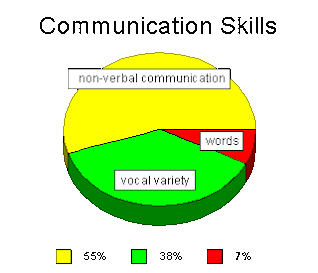 Communication Skills
non-verbal communication
words
vocal variety
55% 38% 7%